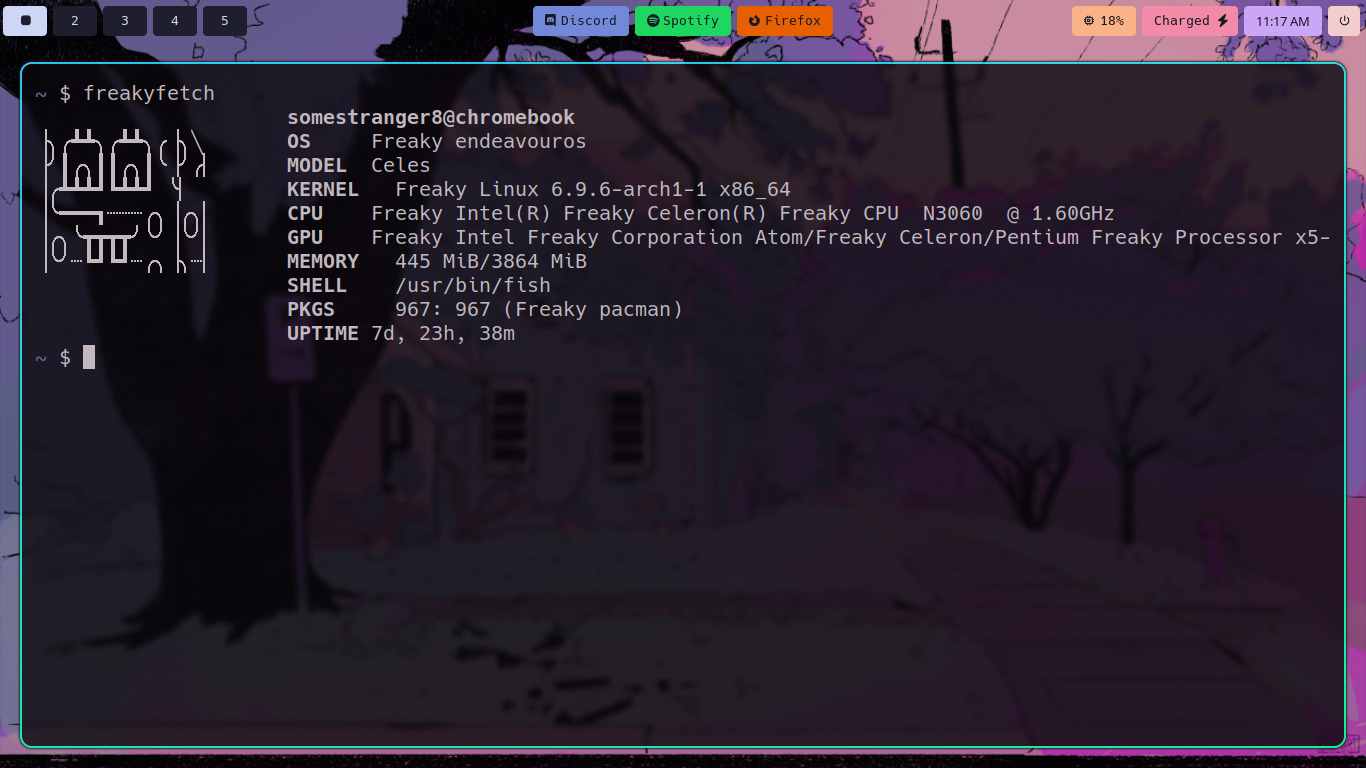 2 3 4 5 Discord Spotify Firefox 18% Charged 11:17 AM
~ $ freakyfetch
somestranger8@chromebook
OS Freaky endeavouros
MODEL Celes
KERNEL Freaky Linux 6.9.6-arch1-1 x86_64
CPU Freaky Intel(R) Freaky Celeron(R) Freaky CPU N3060 @ 1.60GHz
GPU Freaky Intel Freaky Corporation Atom/Freaky Celeron/Pentium Freaky Processor x5-
MEMORY 445 MiB/3864 MiB
SHELL /usr/bin/fish
PKGS 967: 967 (Freaky pacman)
UPTIME 7d, 23h, 38m
~ $